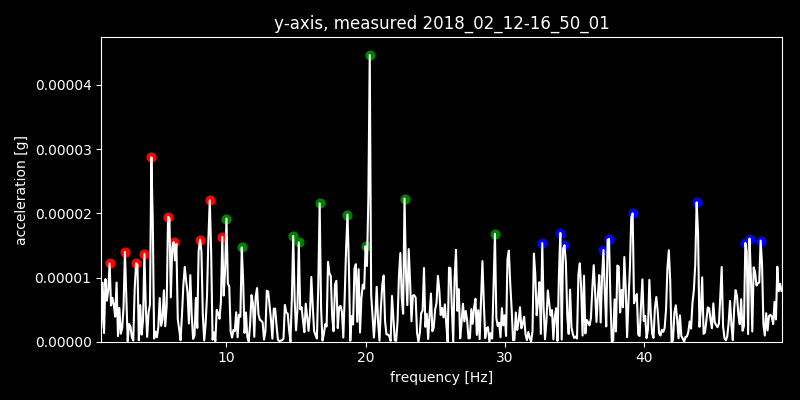 y-axis, measured 2018_02_12-16_50_01
0.00004
0.00003
0.00002
0.00001
0.00000
acceleration [g]
10 20 30 40
frequency [Hz]